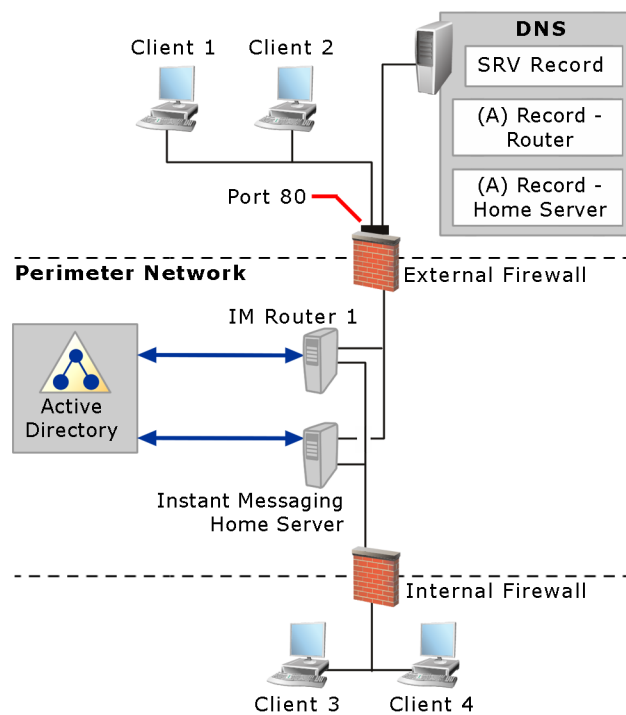 DNS
Client 1
Client 2
SRV Record
(A) Record -
Router
(A) Record -
Home Server
Port 80
Perimeter Network
External Firewall
IM Router 1
Active
Directory
Instant Messaging
Home Server
Internal Firewall
Client 3
Client 4